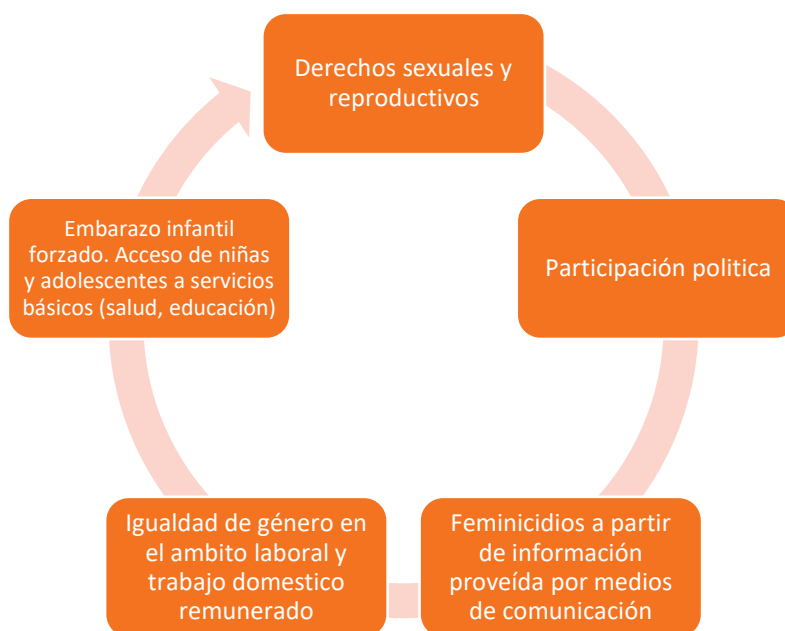 Derechos sexuales y
reproductivos
Participación politica
Feminicidios a partir
de información
proveída por medios
de comunicación
Igualdad de género en
el ambito laboral y
trabajo domestico
remunerado
Embarazo infantil
forzado. Acceso de niñas
y adolescentes a servicios
básicos (salud, educación)